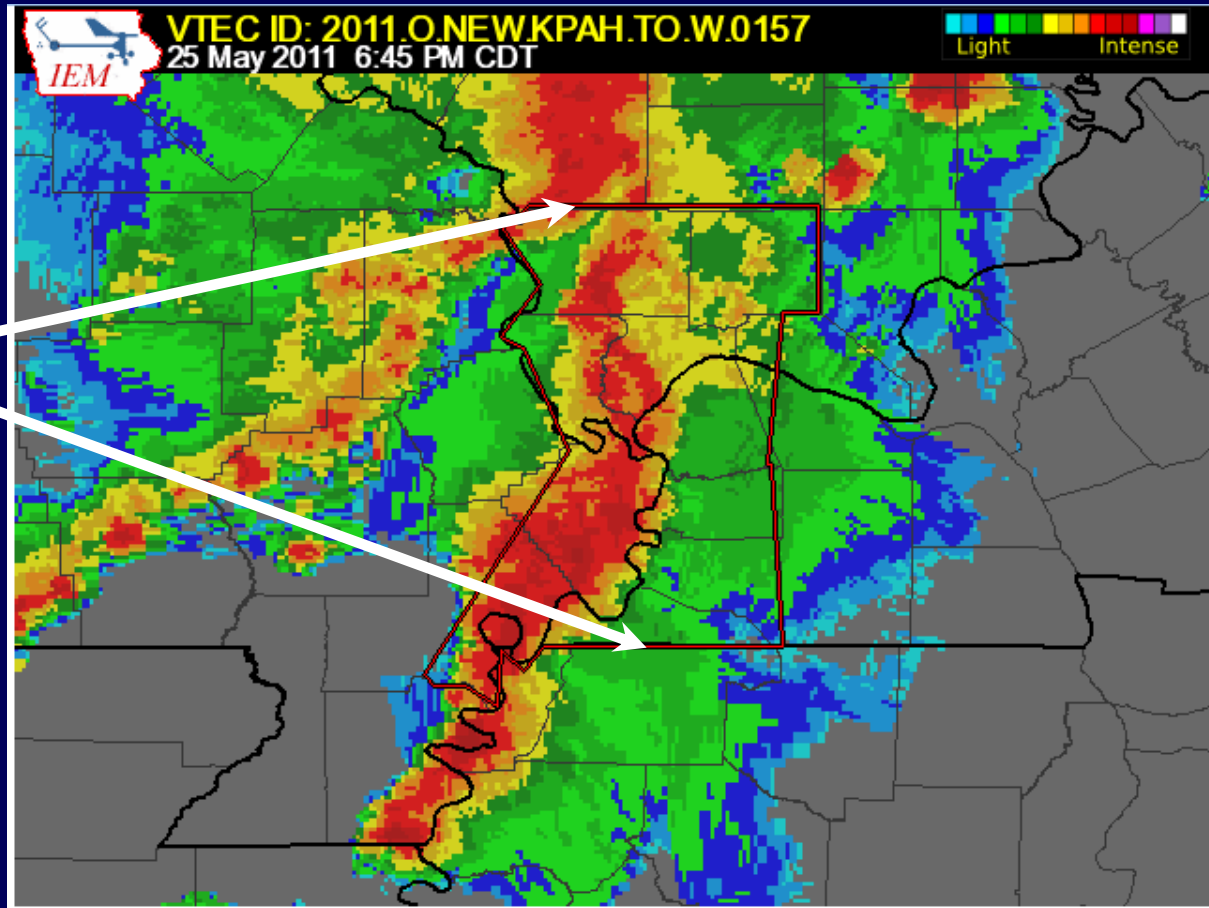 VTEC ID: 2011.O.NEW.KPAH.TO.W.0157
25 May 2011 6:45 PM CDT
IEM
Light Intense